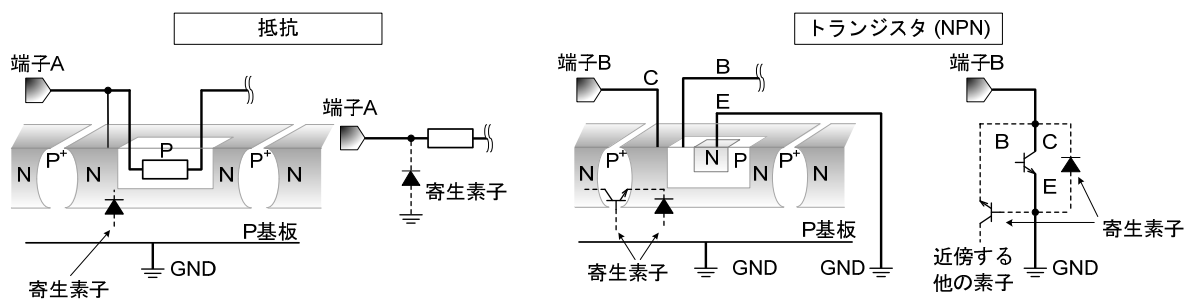 抵抗
端子A
N
P+
N
P
N
P+
N
寄生素子
P基板
GND
端子A
寄生素子
トランジスタ (NPN)
端子B
C
B
E
N
P+
N
N
P
N
P+
N
P基板
寄生素子
GND
GND
端子B
B
C
E
寄生素子
近傍する
他の素子
GND